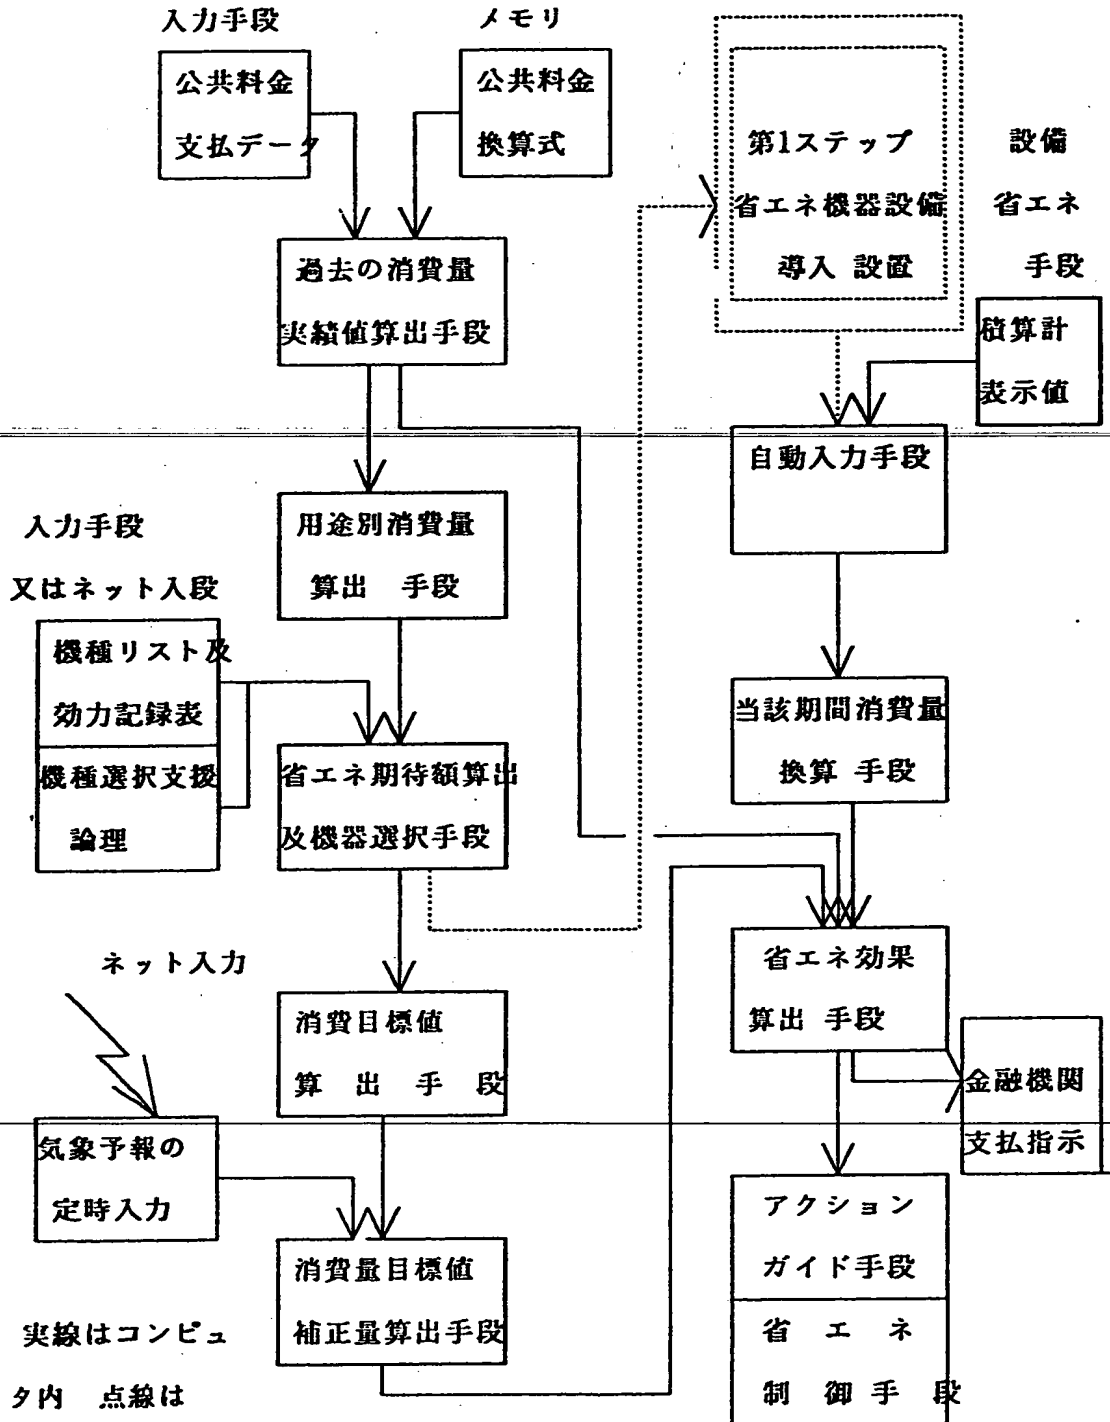 入力手段
メモリ
公共料金
支払データ
公共料金
換算式
過去の消費量
実績値算出手段
入力手段
又はネット入段
用途別消費量
算出 手段
機種リスト及
効力記録表
機種選択支援
論理
省エネ期待額算出
及機器選択手段
ネット入力
消費目標値
算 出 手 段
気象予報の
定時入力
消費量目標値
補正量算出手段
実線はコンピュ
タ内 点線は
第1ステップ
省エネ機器設備
導入 設置
設備
省エネ
手段
積算計
表示値
自動入力手段
当該期間消費量
換算 手段
省エネ効果
算出 手段
金融機関
支払指示
アクション
ガイド手段
省 エ ネ
制 御 手 段